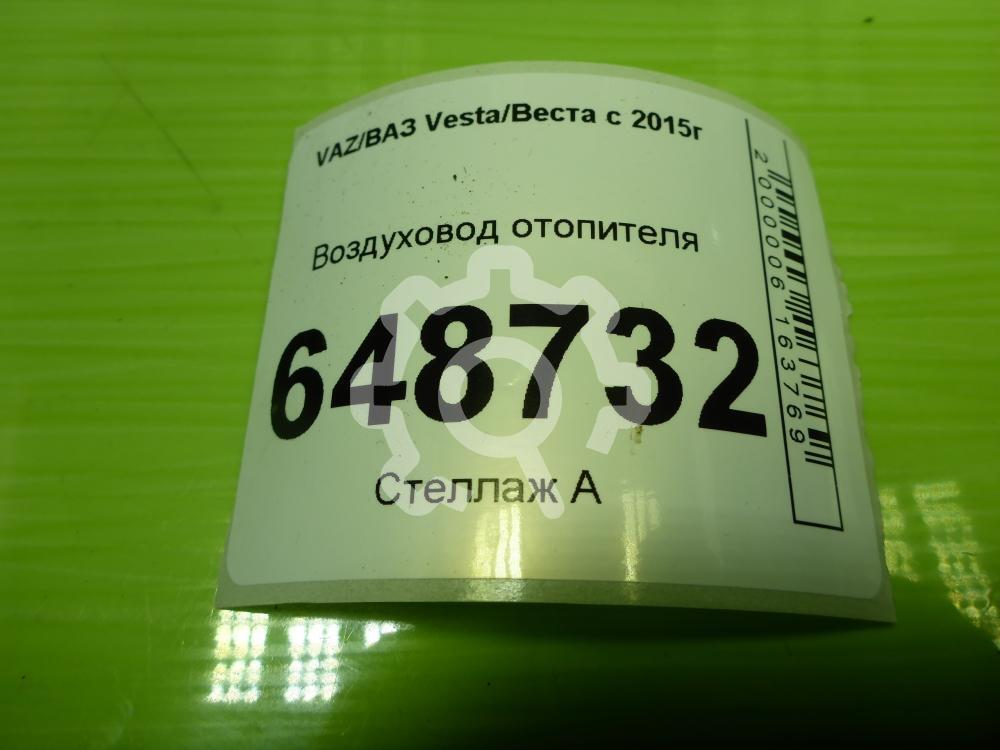 VAZ/ВАЗ Vesta/Веста с 2015г
Воздуховод отопителя
648732
Стеллаж А
2000006163769